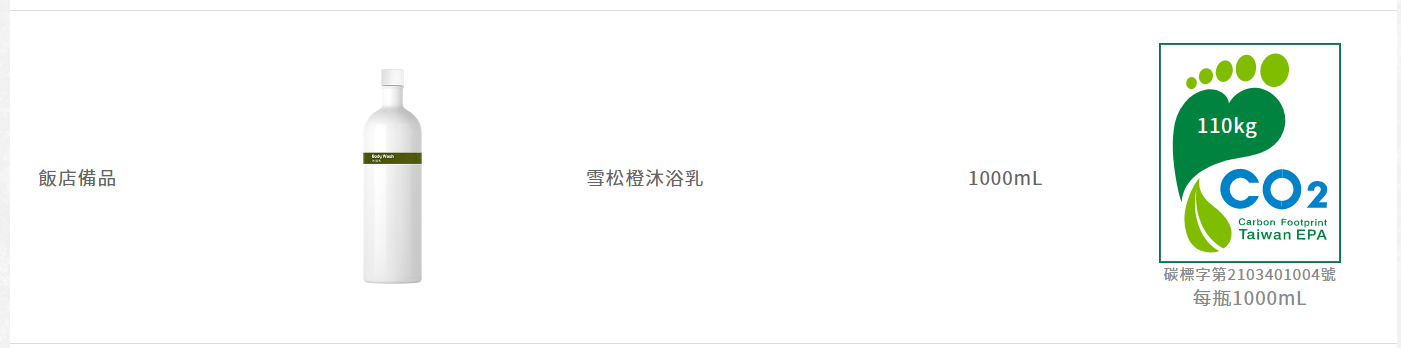 飯店備品
Body Wash
雪松橙沐浴乳
1000mL
110kg
CO2
Carbon Footprint
Taiwan EPA
碳標字第2103401004號
每瓶1000mL